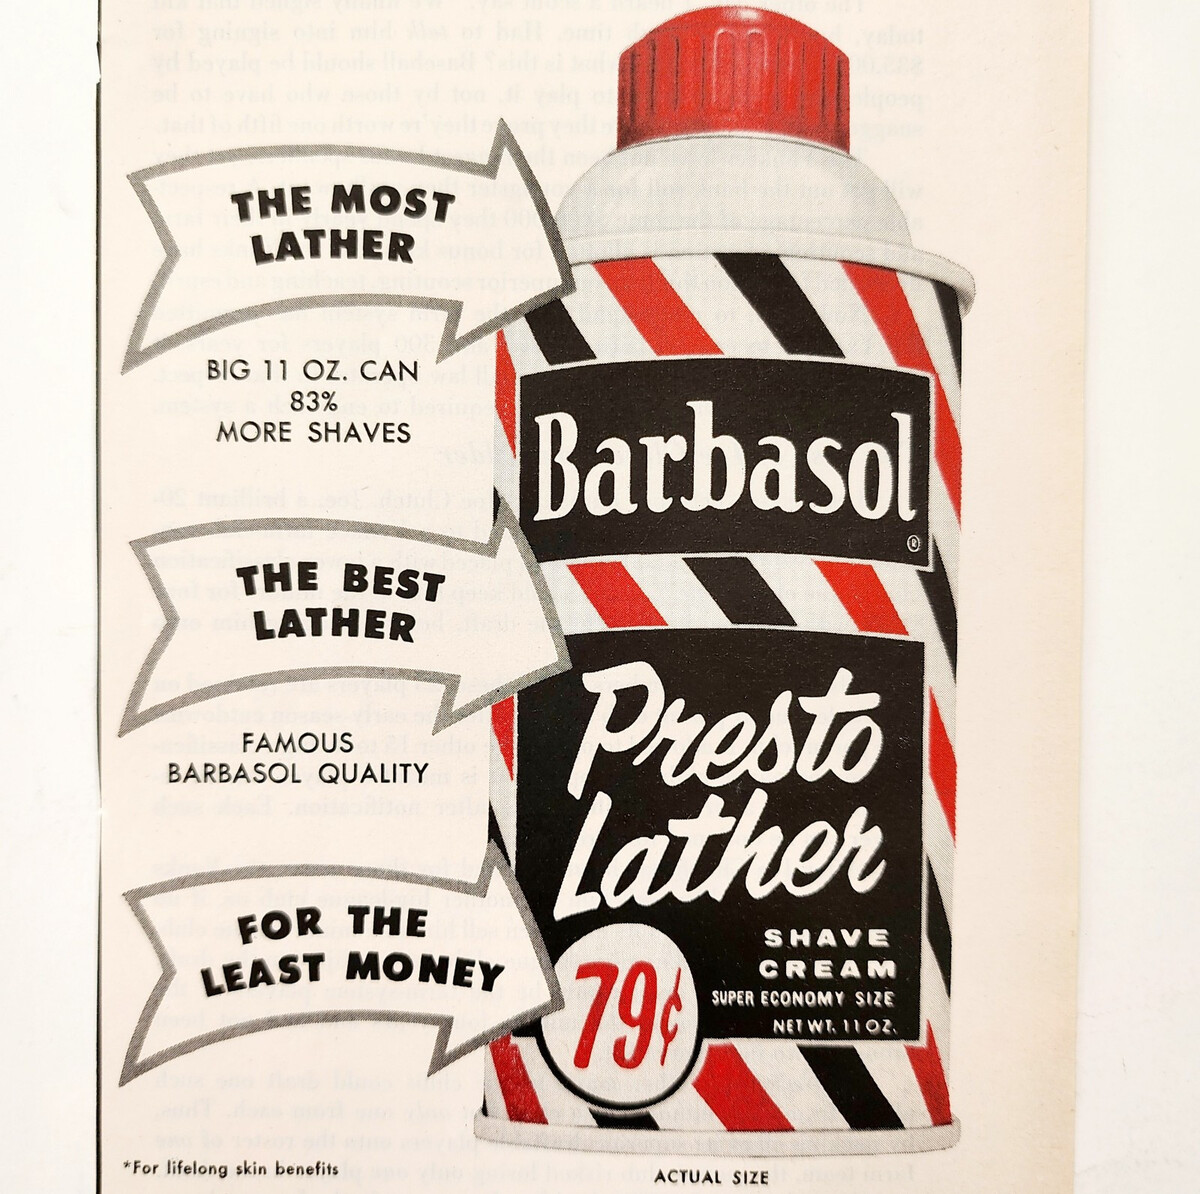 THE MOST
LATHER
BIG 11 OZ. CAN
83%
MORE SHAVES
THE BEST
LATHER
FAMOUS
BARBASOL QUALITY
FOR THE
LEAST MONEY
*For lifelong skin benefits
Barbasol
®
Presto
Lather
SHAVE
CREAM
SUPER ECONOMY SIZE
NET WT. 11 OZ.
79¢
ACTUAL SIZE